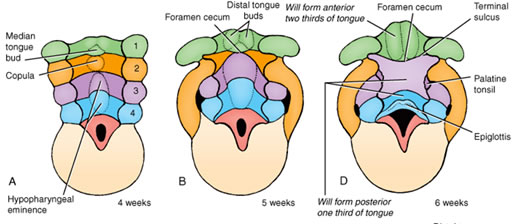 Median
tongue
bud
Copula
1
2
3
4
Hypopharyngeal
eminence
A
4 weeks
Distal tongue
buds
Foramen cecum
B
5 weeks
Will form anterior
two thirds of tongue
Foramen cecum
Terminal
sulcus
Palatine
tonsil
Epiglottis
Will form posterior
one third of tongue
D
6 weeks